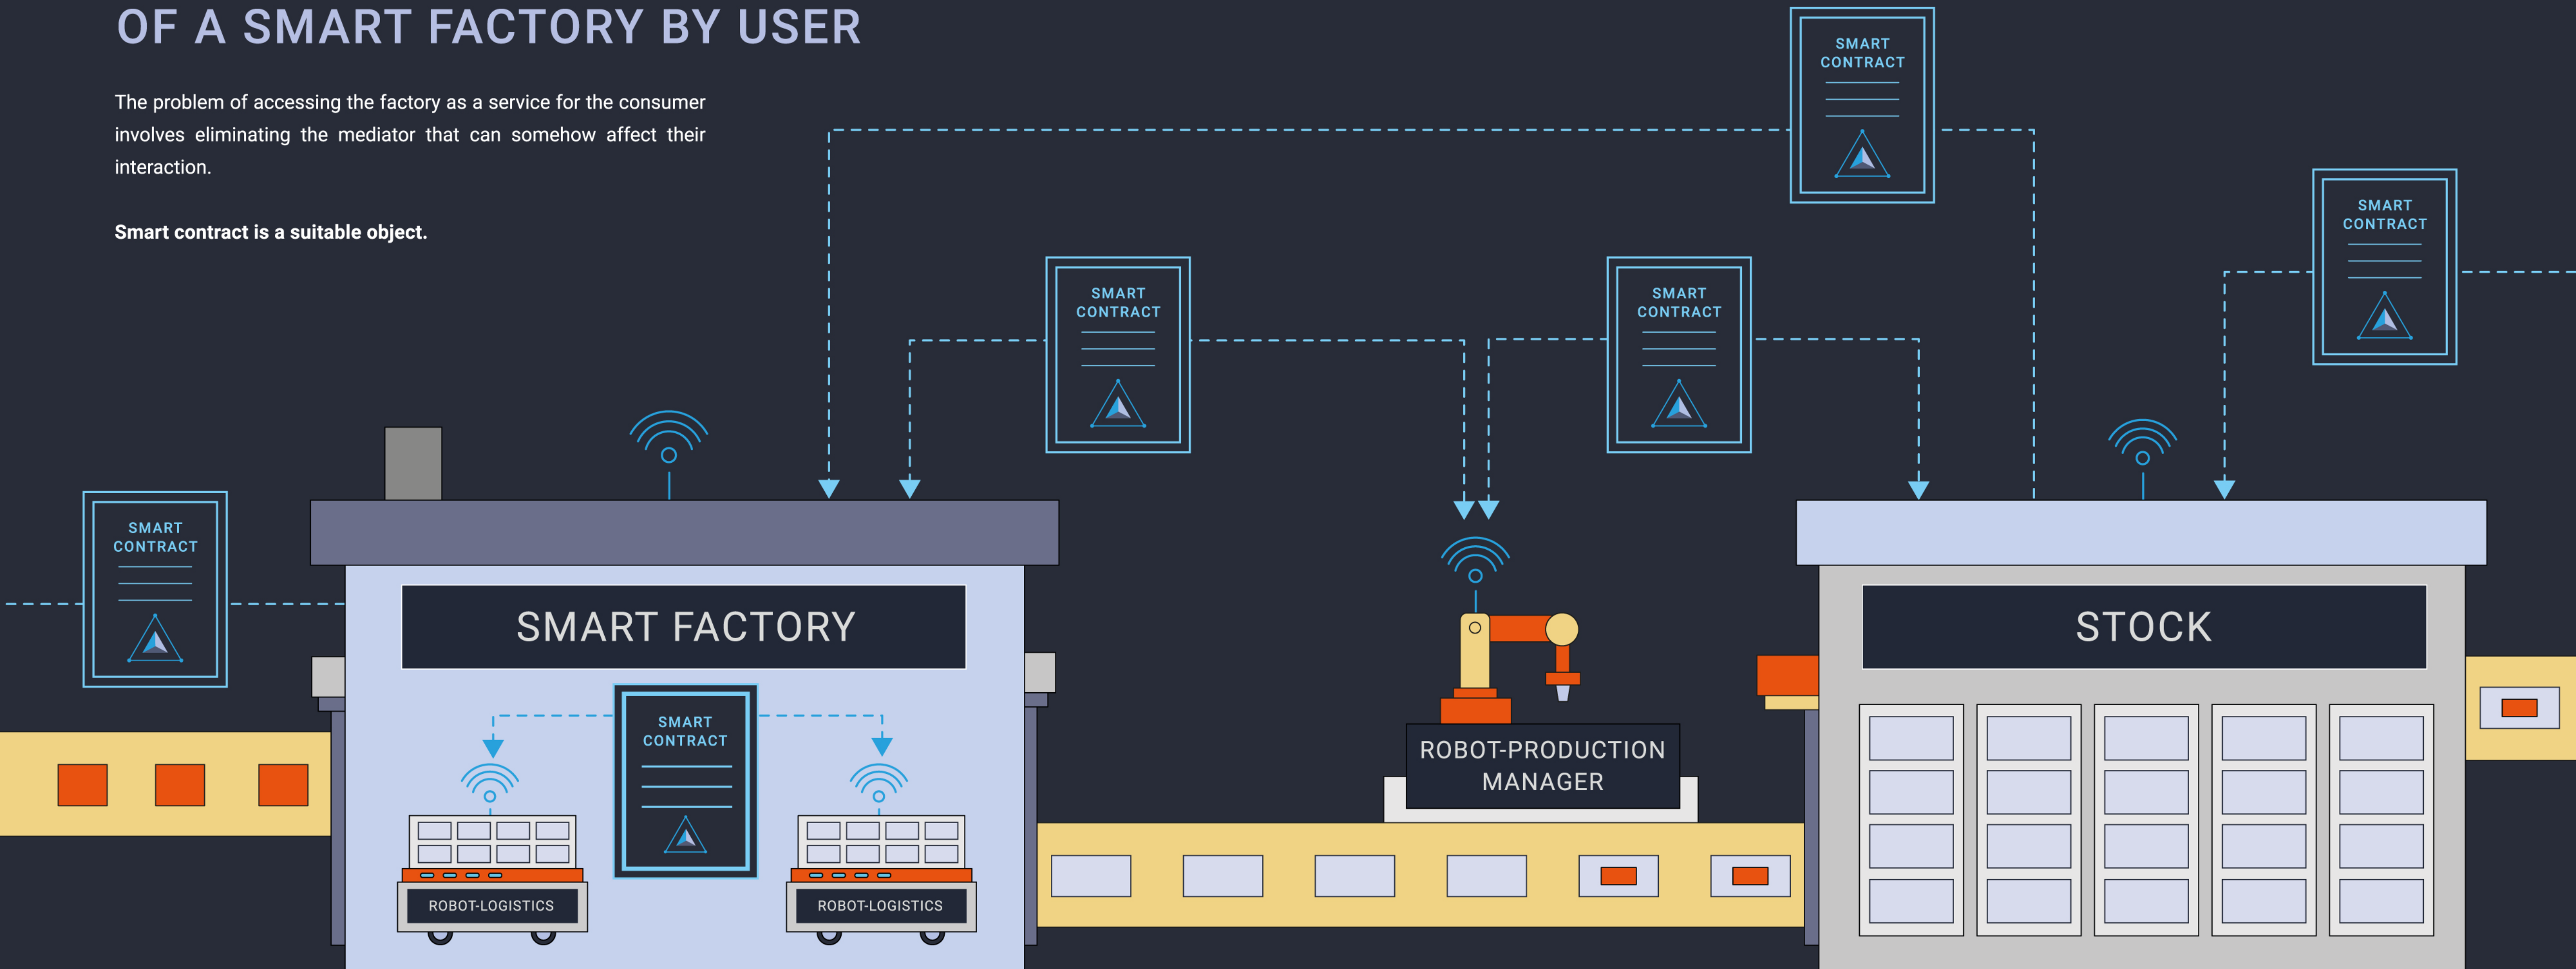 OF A SMART FACTORY BY USER
The problem of accessing the factory as a service for the consumer
involves eliminating the mediator that can somehow affect their
interaction.
Smart contract is a suitable object.
SMART
CONTRACT
SMART
CONTRACT
SMART
CONTRACT
SMART
CONTRACT
SMART
CONTRACT
SMART FACTORY
STOCK
SMART
CONTRACT
ROBOT-PRODUCTION
MANAGER
ROBOT-LOGISTICS
ROBOT-LOGISTICS